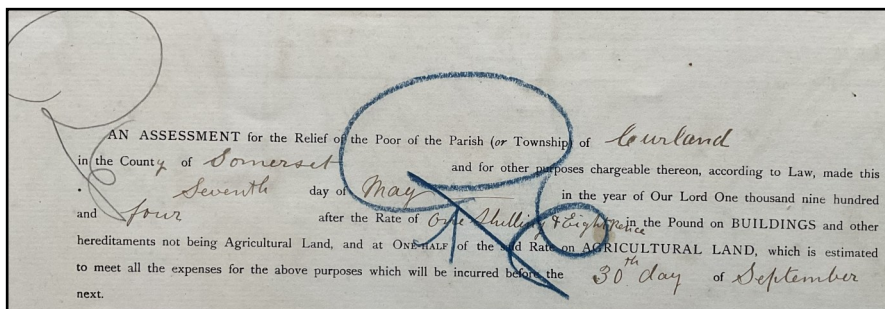 AN ASSESSMENT for the Relief of the Poor of the Parish (or Township) of Curland
in the County of Somerset and for other purposes chargeable thereon, according to Law, made this
Seventh day of May in the year of Our Lord One thousand nine hundred
and four after the Rate of One Shilling & Eight Pence in the Pound on BUILDINGS and other
hereditaments not being Agricultural Land, and at ONE-HALF of the said Rate on AGRICULTURAL LAND, which is estimated
to meet all the expenses for the above purposes which will be incurred before the 30th day of September
next.